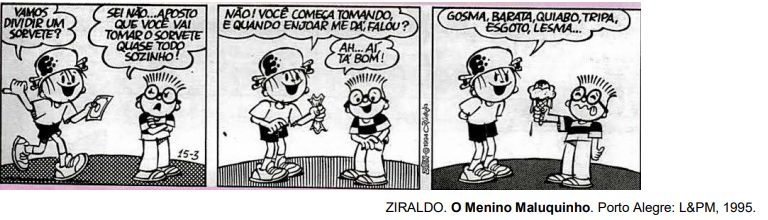 VAMOS
DIVIDIR UM
SORVETE?
SEI NÃO...APOSTO
QUE VOCÊ VAI
TOMAR O SORVETE
QUASE TODO
SOZINHO!
15-3
NÃO! VOCÊ COMEÇA TOMANDO,
E QUANDO ENJOAR ME DÁ, FALOU?
AH... AÍ
TÁ BOM!
GOSMA, BARATA, QUIABO, TRIPA,
ESGOTO, LESMA...
ZIRALDO. O Menino Maluquinho. Porto Alegre: L&PM, 1995.